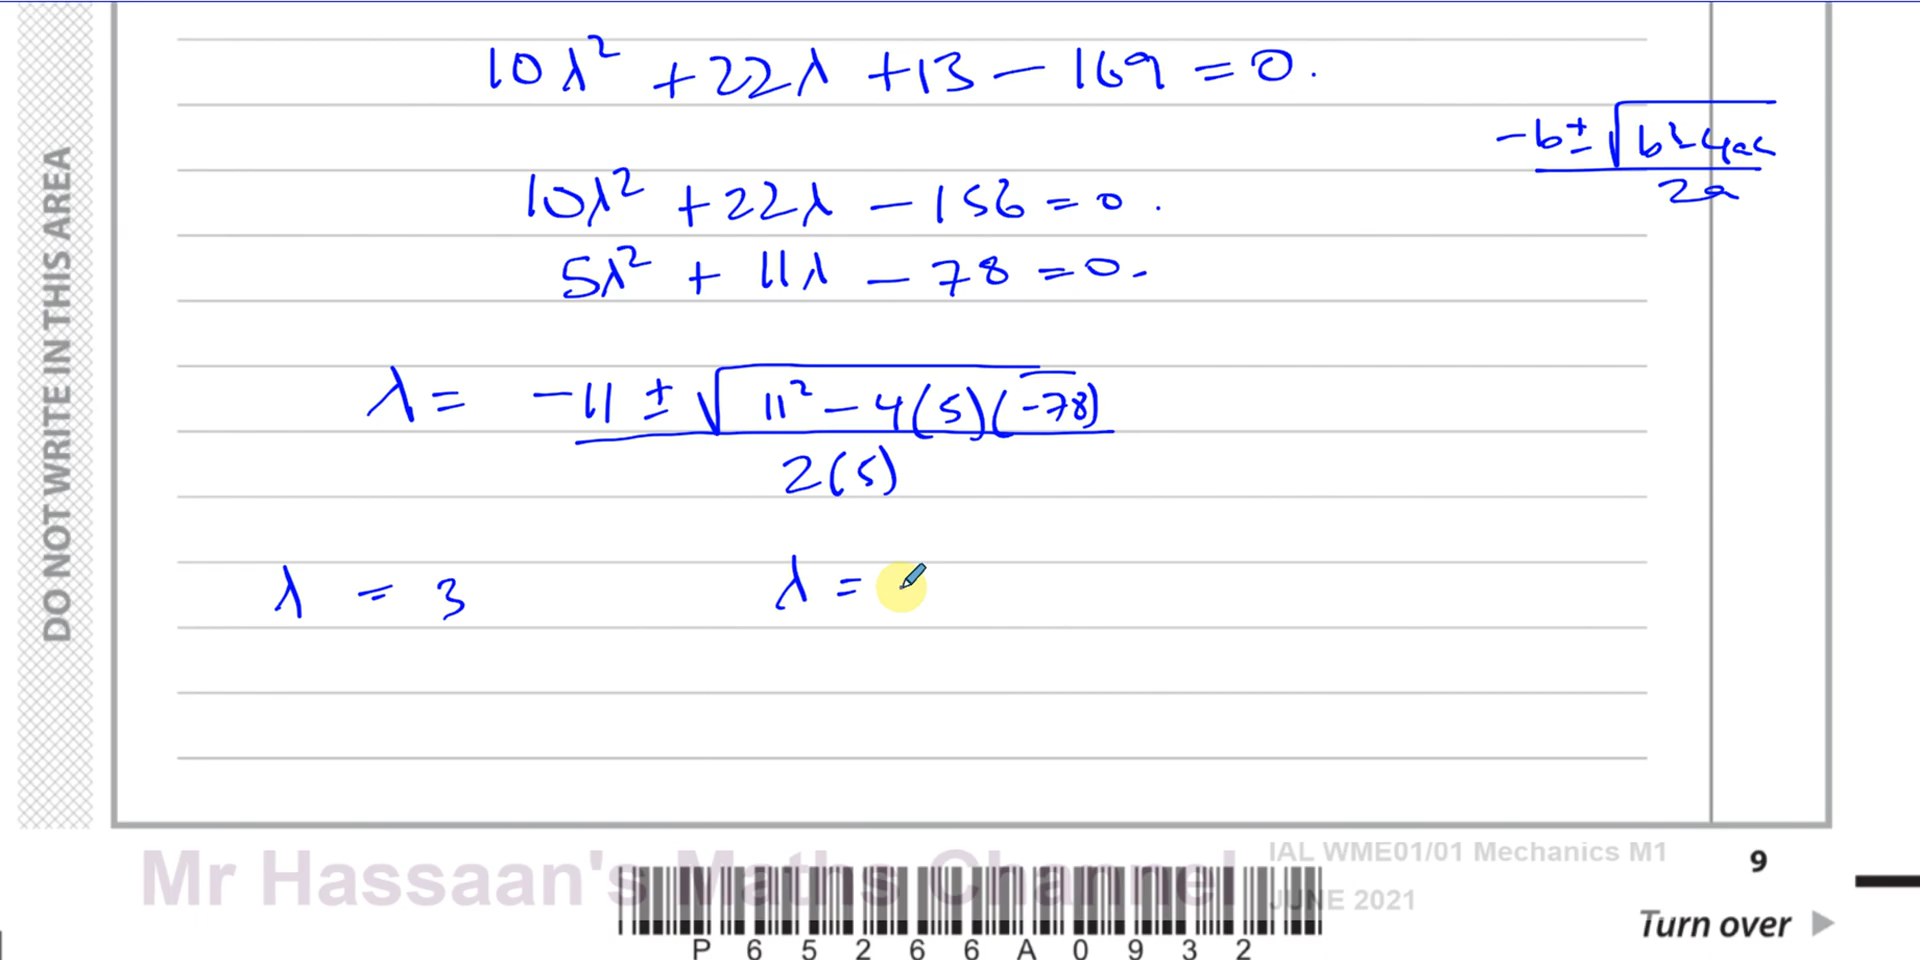 10λ² + 22λ + 13 - 169 = 0.
-b ± √b² - 4ac
2a
10λ² + 22λ - 156 = 0.
5λ² + 11λ - 78 = 0.
λ = -11 ± √11² - 4(5)(-78)
2(5)
λ = 3 λ =
DO NOT WRITE IN THIS AREA
Mr Hassaan's Maths Channel
IAL WME01/01 Mechanics M1
JUNE 2021
9
Turn over
P 6 5 2 6 6 A 0 9 3 2